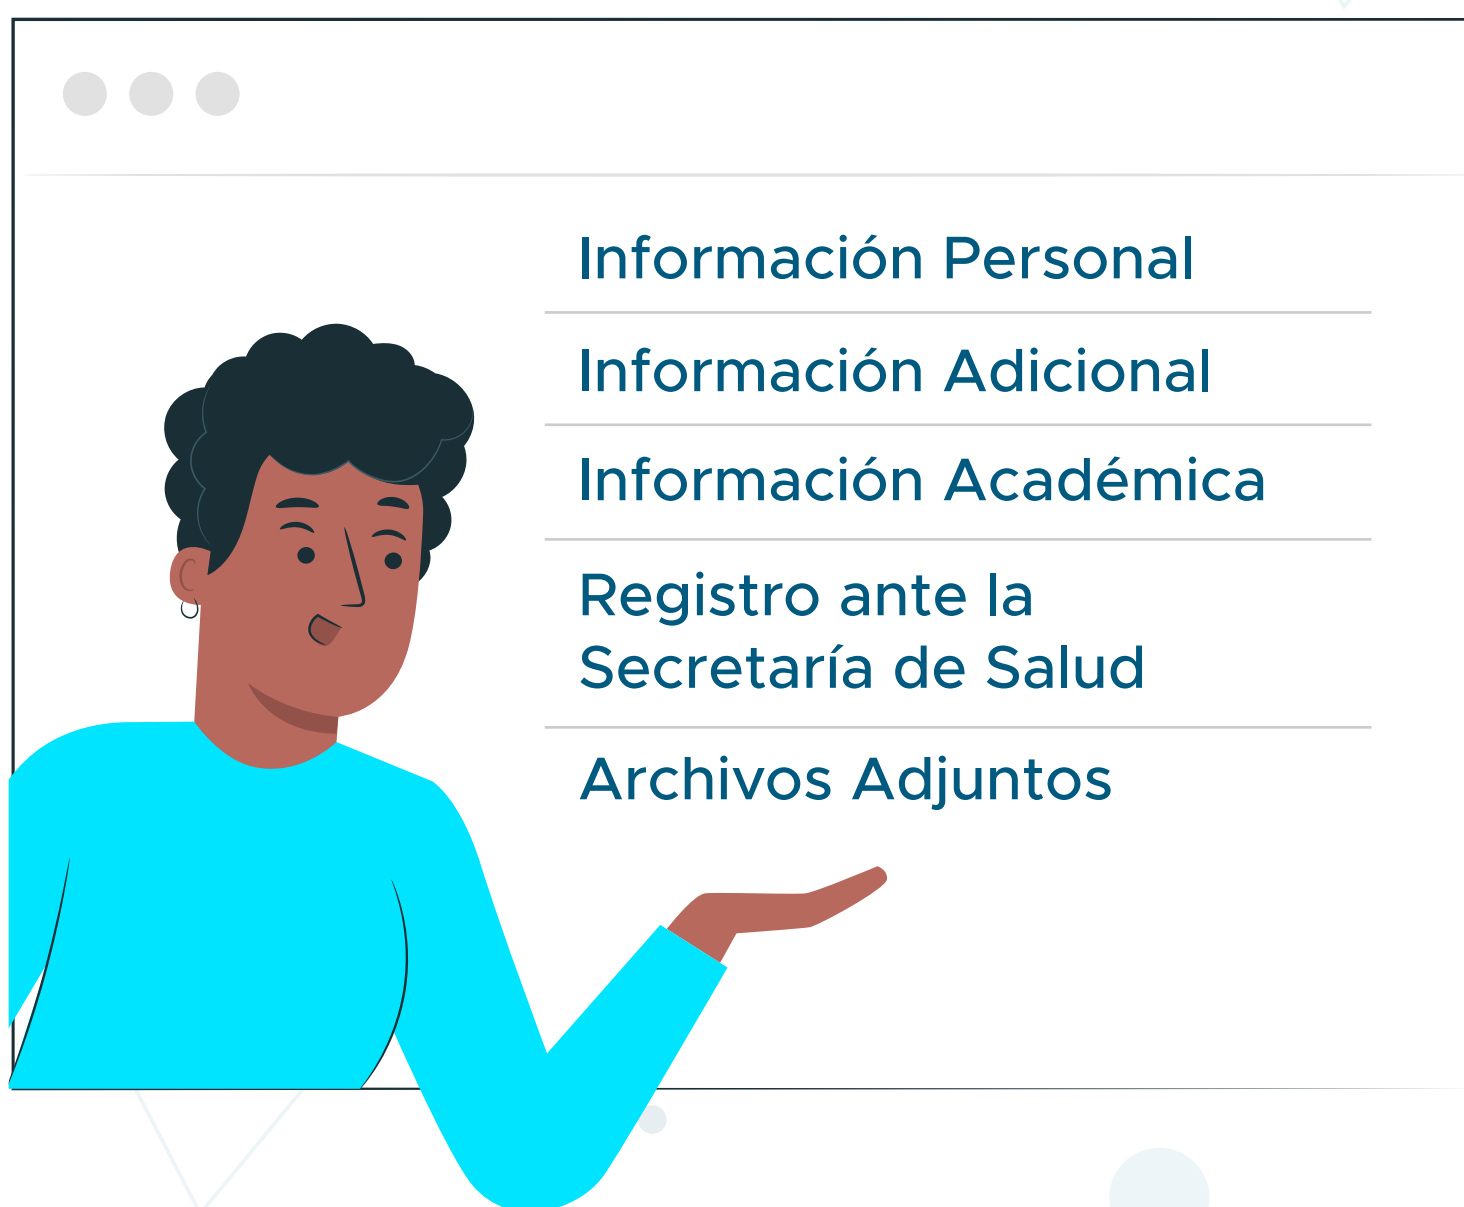 Información Personal
Información Adicional
Información Académica
Registro ante la
Secretaría de Salud
Archivos Adjuntos